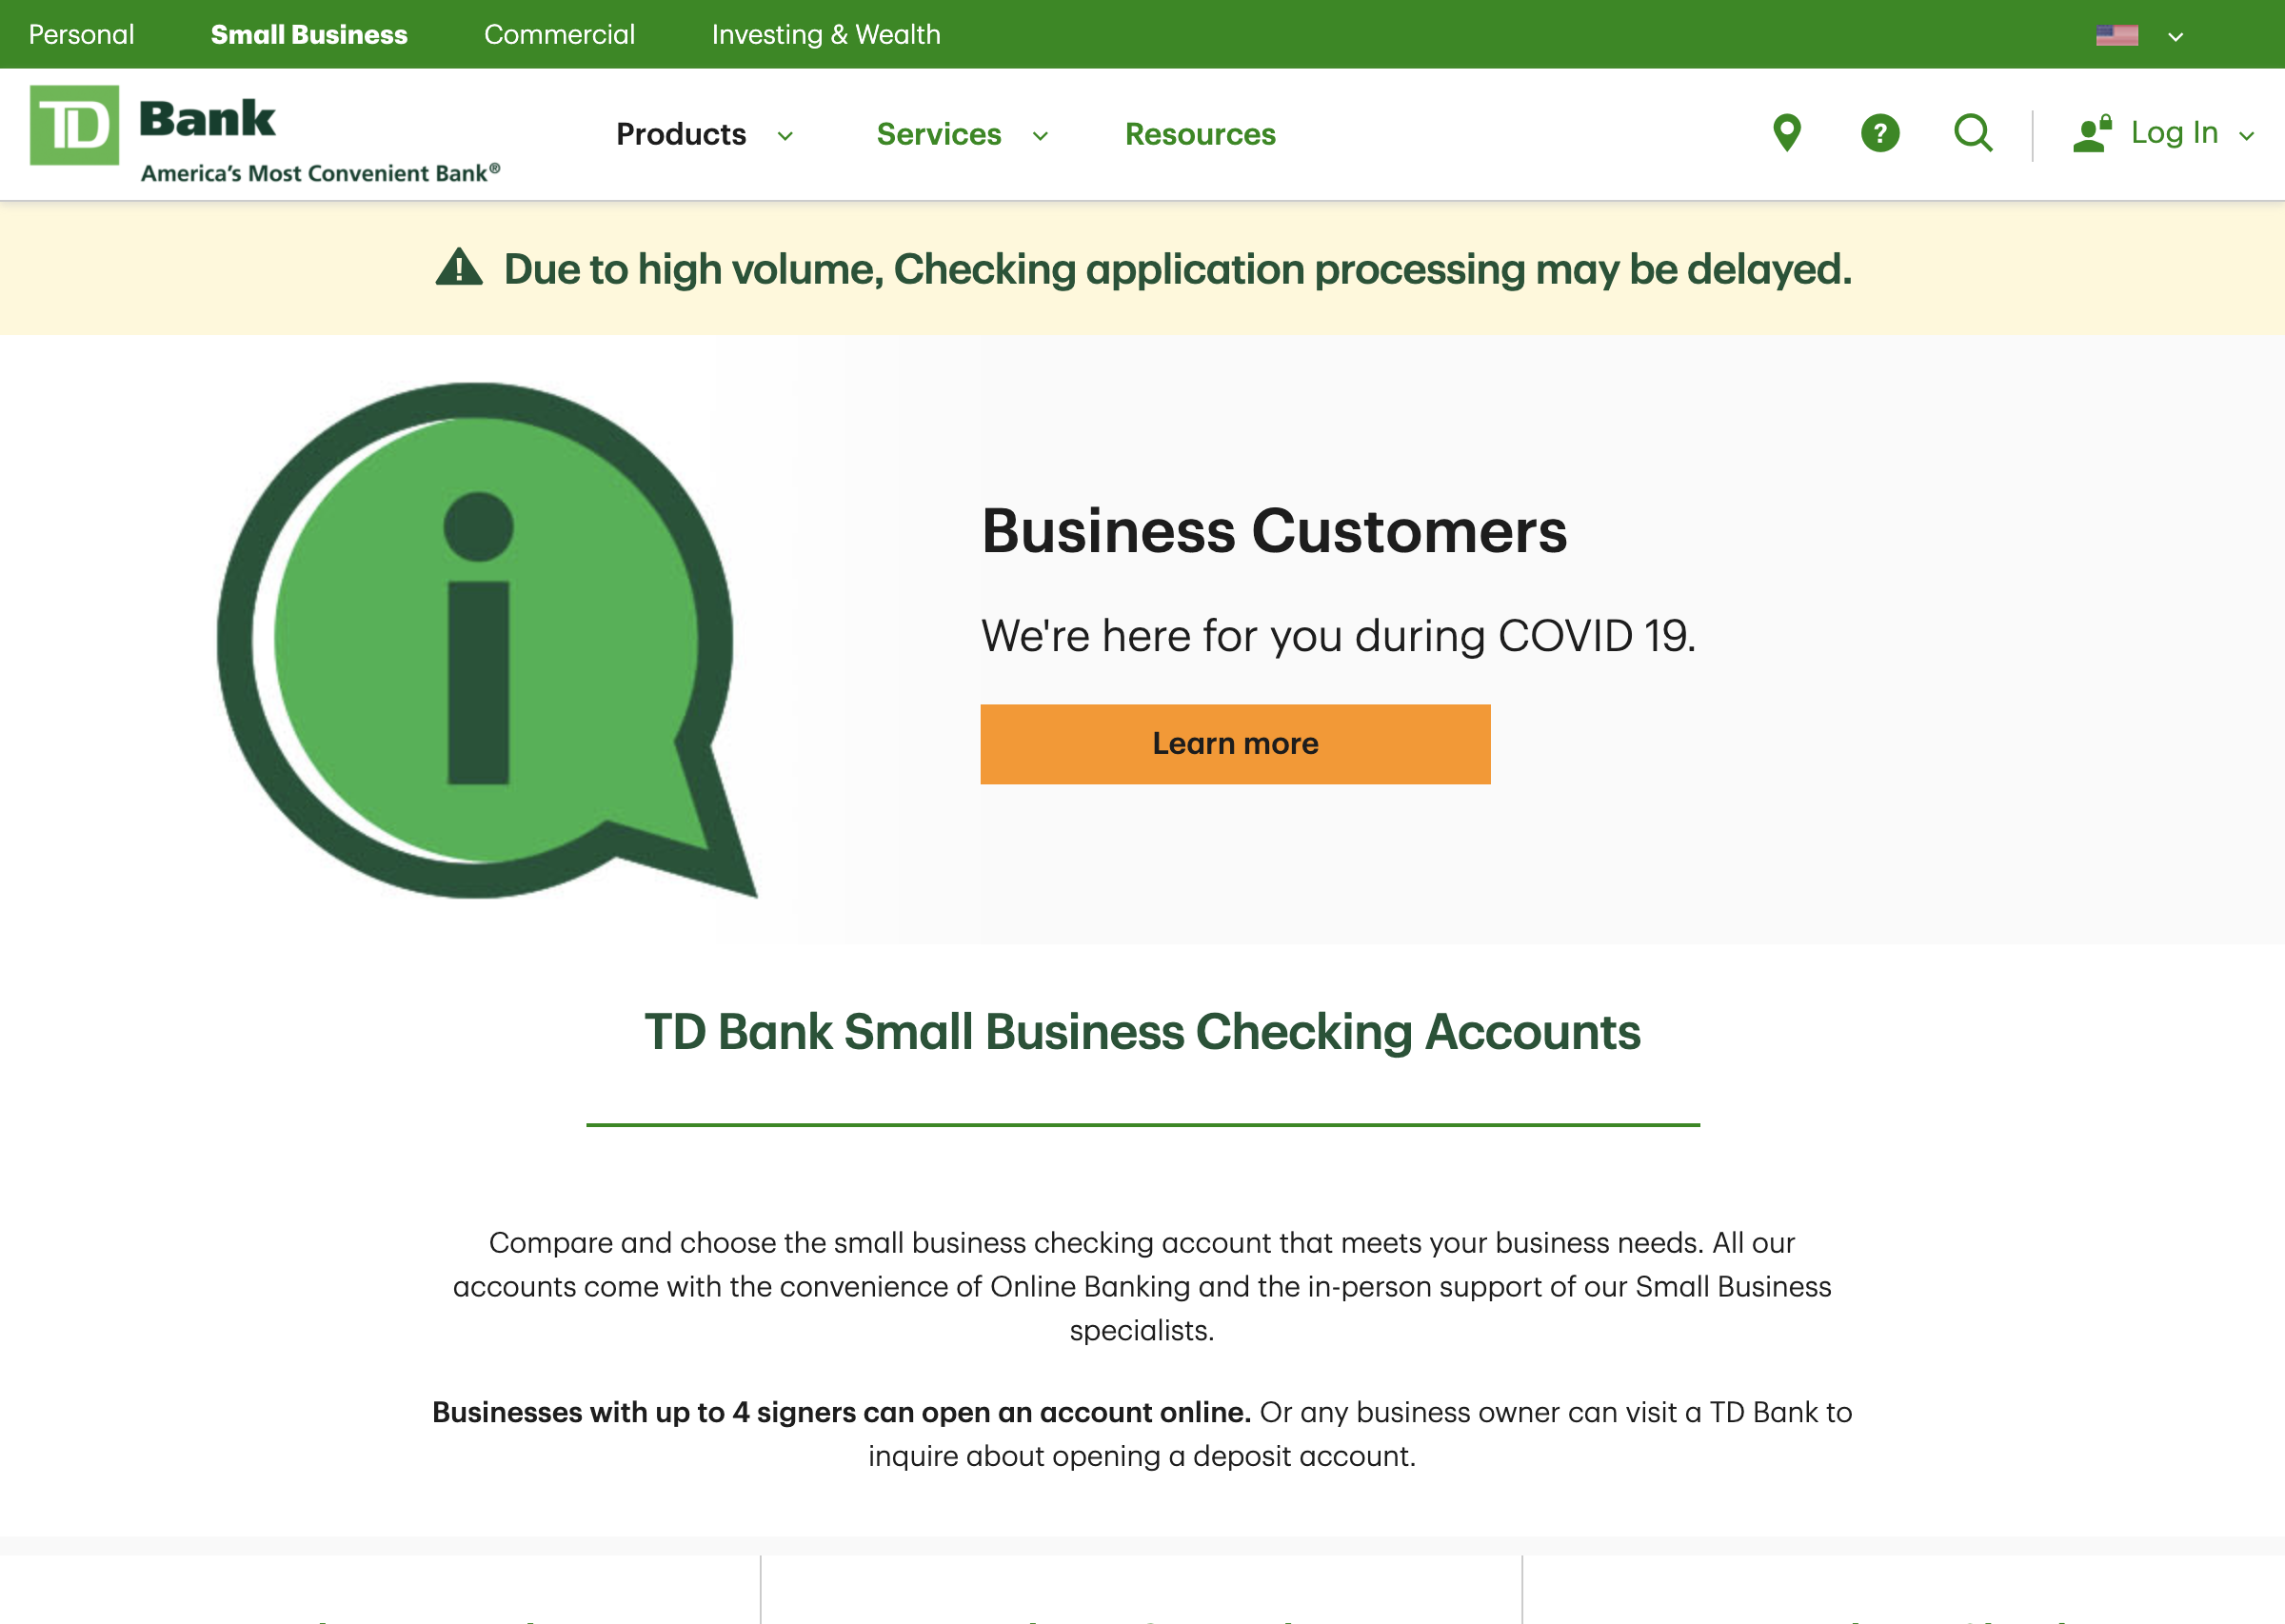 Personal
Small Business
Commercial
Investing & Wealth
TD Bank
America's Most Convenient Bank®
Products
Services
Resources
?
Log In
Due to high volume, Checking application processing may be delayed.
Business Customers
We're here for you during COVID 19.
Learn more
TD Bank Small Business Checking Accounts
Compare and choose the small business checking account that meets your business needs. All our
accounts come with the convenience of Online Banking and the in-person support of our Small Business
specialists.
Businesses with up to 4 signers can open an account online. Or any business owner can visit a TD Bank to
inquire about opening a deposit account.